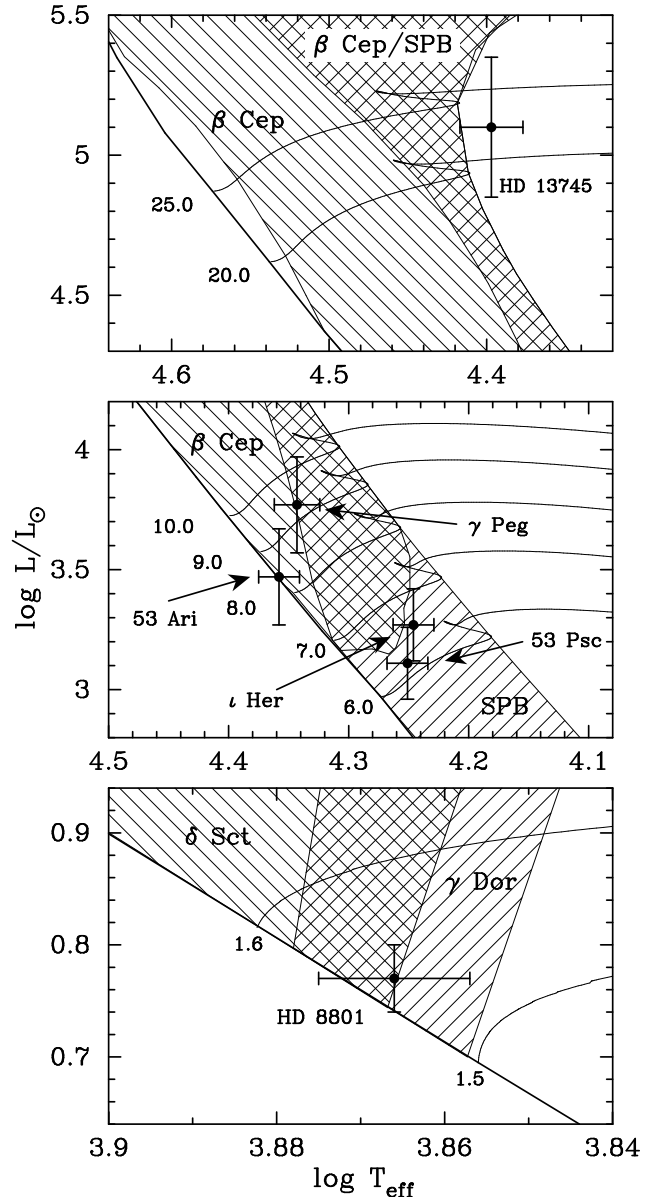 5.5
β Cep/SPB
β Cep
5
HD 13745
25.0
20.0
4.5
4.6 4.5 4.4
4
β Cep
10.0
γ Peg
9.0
3.5
53 Ari
8.0
7.0
53 Psc
ι Her
3
6.0
SPB
4.5 4.4 4.3 4.2 4.1
log L/L⊙
0.9
δ Sct
γ Dor
1.6
0.8
HD 8801
0.7
1.5
3.9 3.88 3.86 3.84
log Teff